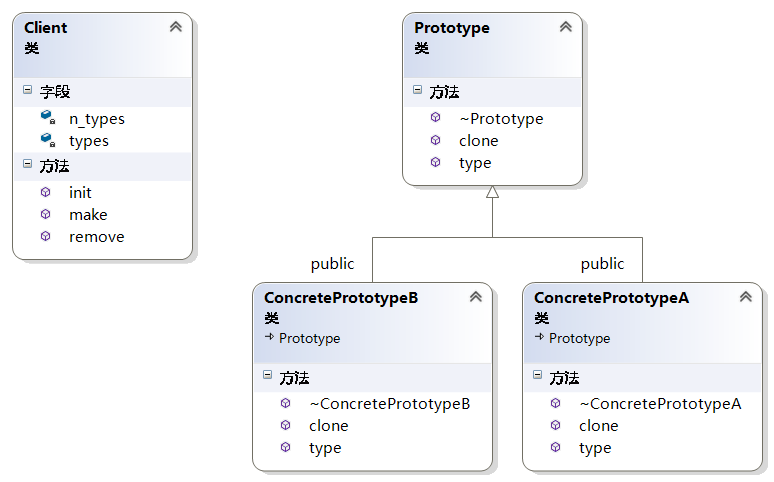 Client
类
字段
n_types
types
方法
init
make
remove
Prototype
类
方法
~Prototype
clone
type
public
public
ConcretePrototypeB
类
Prototype
方法
~ConcretePrototypeB
clone
type
ConcretePrototypeA
类
Prototype
方法
~ConcretePrototypeA
clone
type